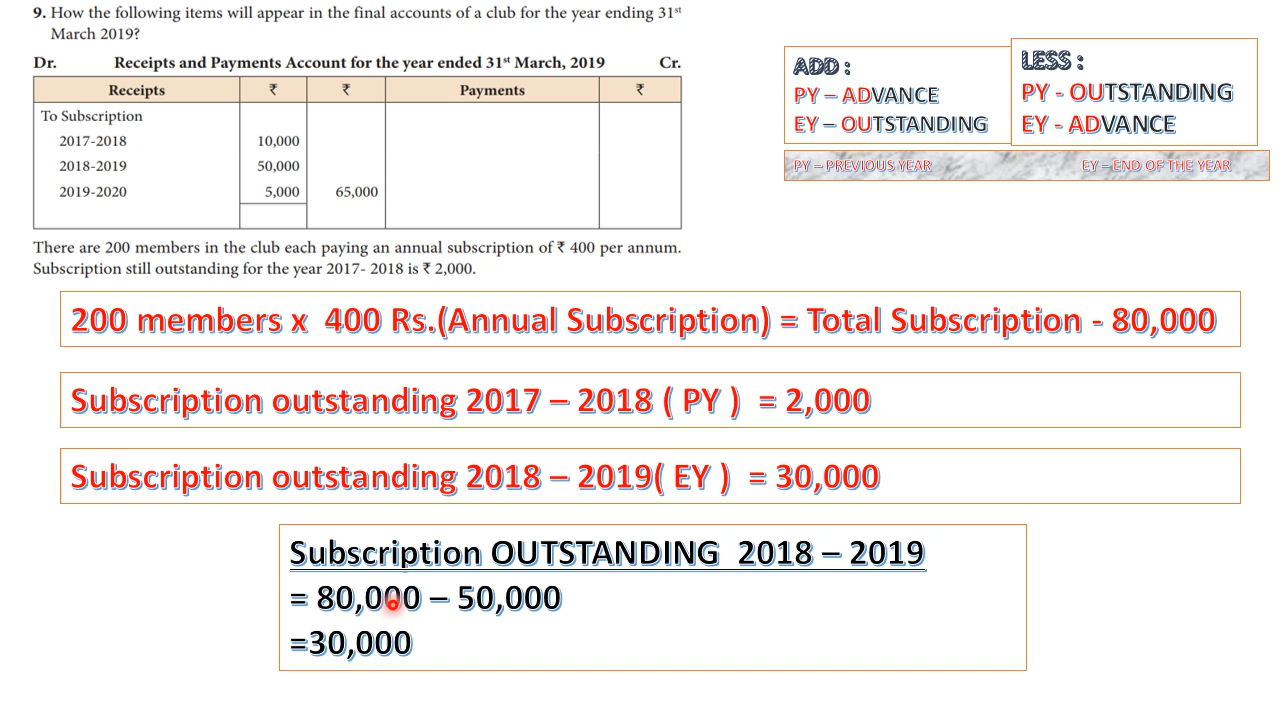 9. How the following items will appear in the final accounts of a club for the year ending 31st
March 2019?
Dr. Receipts and Payments Account for the year ended 31st March, 2019 Cr.
Receipts ₹ ₹ Payments ₹
To Subscription
2017-2018 10,000
2018-2019 50,000
2019-2020 5,000 65,000
There are 200 members in the club each paying an annual subscription of ₹ 400 per annum.
Subscription still outstanding for the year 2017- 2018 is ₹ 2,000.
ADD :
PY – ADVANCE
EY – OUTSTANDING
LESS :
PY - OUTSTANDING
EY - ADVANCE
PY – PREVIOUS YEAR EY – END OF THE YEAR
200 members x 400 Rs.(Annual Subscription) = Total Subscription - 80,000
Subscription outstanding 2017 – 2018 ( PY ) = 2,000
Subscription outstanding 2018 – 2019( EY ) = 30,000
Subscription OUTSTANDING 2018 – 2019
= 80,000 – 50,000
=30,000